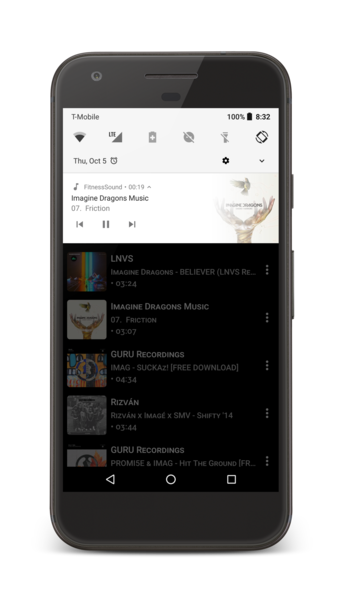 T-Mobile
100% 8:32
LTE
Thu, Oct 5
FitnessSound • 00:19
Imagine Dragons Music
07. Friction
IMAGINE DRAGONS
LNVS
Imagine Dragons - BELIEVER (LNVS Re...
• 03:24
Imagine Dragons Music
07. Friction
• 03:07
GURU Recordings
IMAG - SUCKAz! [FREE DOWNLOAD]
• 04:34
Rizván
Rizván x Imagé x SMV - Shifty '14
• 03:44
GURU Recordings
PROMI5E & IMAG - Hit The Ground [FR...